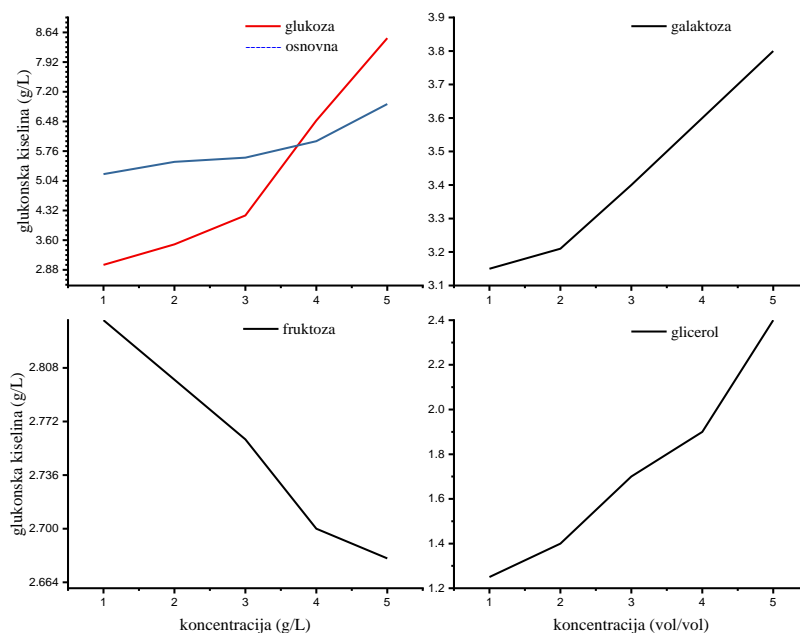 glukoza
osnovna
glukonska kiselina (g/L)
8.64
7.92
7.20
6.48
5.76
5.04
4.32
3.60
2.88
1 2 3 4 5
galaktoza
3.9
3.8
3.7
3.6
3.5
3.4
3.3
3.2
3.1
1 2 3 4 5
fruktoza
glukonska kiselina (g/L)
2.808
2.772
2.736
2.700
2.664
1 2 3 4 5
koncentracija (g/L)
glicerol
2.4
2.2
2.0
1.8
1.6
1.4
1.2
1 2 3 4 5
koncentracija (vol/vol)